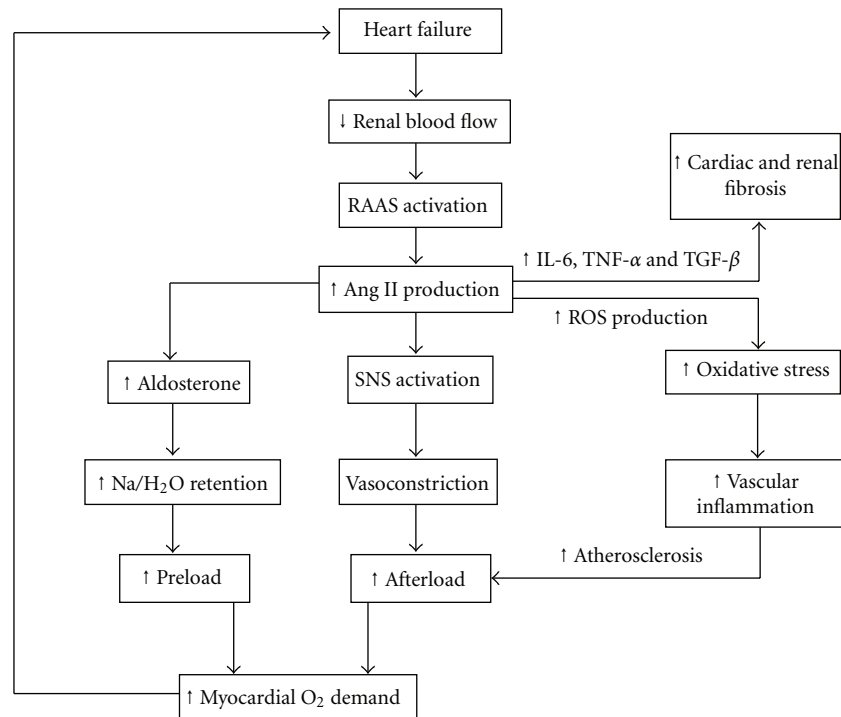 Heart failure
↓ Renal blood flow
↑ Cardiac and renal
fibrosis
RAAS activation
↑ IL-6, TNF-α and TGF-β
↑ Ang II production
↑ ROS production
↑ Aldosterone
SNS activation
↑ Oxidative stress
↑ Na/H₂O retention
Vasoconstriction
↑ Vascular
inflammation
↑ Atherosclerosis
↑ Preload
↑ Afterload
↑ Myocardial O₂ demand